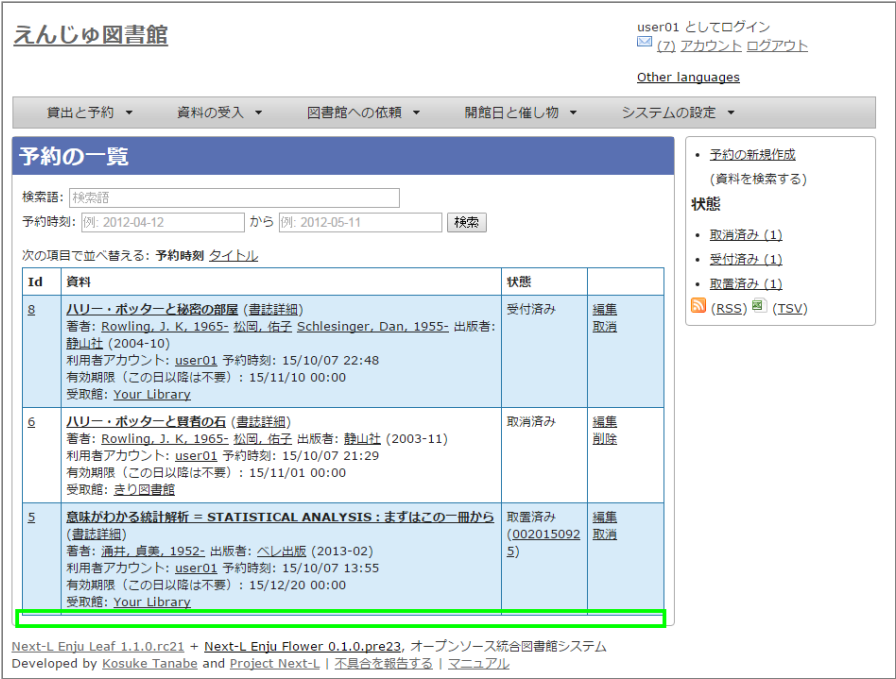 えんじゅ図書館
user01 としてログイン
(7) アカウント ログアウト
Other languages
貸出と予約 ▼ 資料の受入 ▼ 図書館への依頼 ▼ 開館日と催し物 ▼ システムの設定 ▼
予約の一覧
検索語: 検索語
予約時刻: 例: 2012-04-12 から 例: 2012-05-11 検索
次の項目で並べ替える: 予約時刻 タイトル
Id 資料 状態
8 ハリー・ポッターと秘密の部屋 (書誌詳細) 受付済み 編集
著者: Rowling, J. K, 1965- 松岡, 佑子 Schlesinger, Dan, 1955- 出版者: 取消
静山社 (2004-10)
利用者アカウント: user01 予約時刻: 15/10/07 22:48
有効期限（この日以降は不要）: 15/11/10 00:00
受取館: Your Library
6 ハリー・ポッターと賢者の石 (書誌詳細) 取消済み 編集
著者: Rowling, J. K, 1965- 松岡, 佑子 出版者: 静山社 (2003-11) 削除
利用者アカウント: user01 予約時刻: 15/10/07 21:29
有効期限（この日以降は不要）: 15/11/01 00:00
受取館: きり図書館
5 意味がわかる統計解析 = STATISTICAL ANALYSIS : まずはこの一冊から 取置済み 編集
(書誌詳細) (002015092 取消
著者: 涌井, 貞美, 1952- 出版者: ベレ出版 (2013-02) 5)
利用者アカウント: user01 予約時刻: 15/10/07 13:55
有効期限（この日以降は不要）: 15/12/20 00:00
受取館: Your Library
• 予約の新規作成
(資料を検索する)
状態
• 取消済み (1)
• 受付済み (1)
• 取置済み (1)
(RSS) (TSV)
Next-L Enju Leaf 1.1.0.rc21 + Next-L Enju Flower 0.1.0.pre23, オープンソース統合図書館システム
Developed by Kosuke Tanabe and Project Next-L | 不具合を報告する | マニュアル